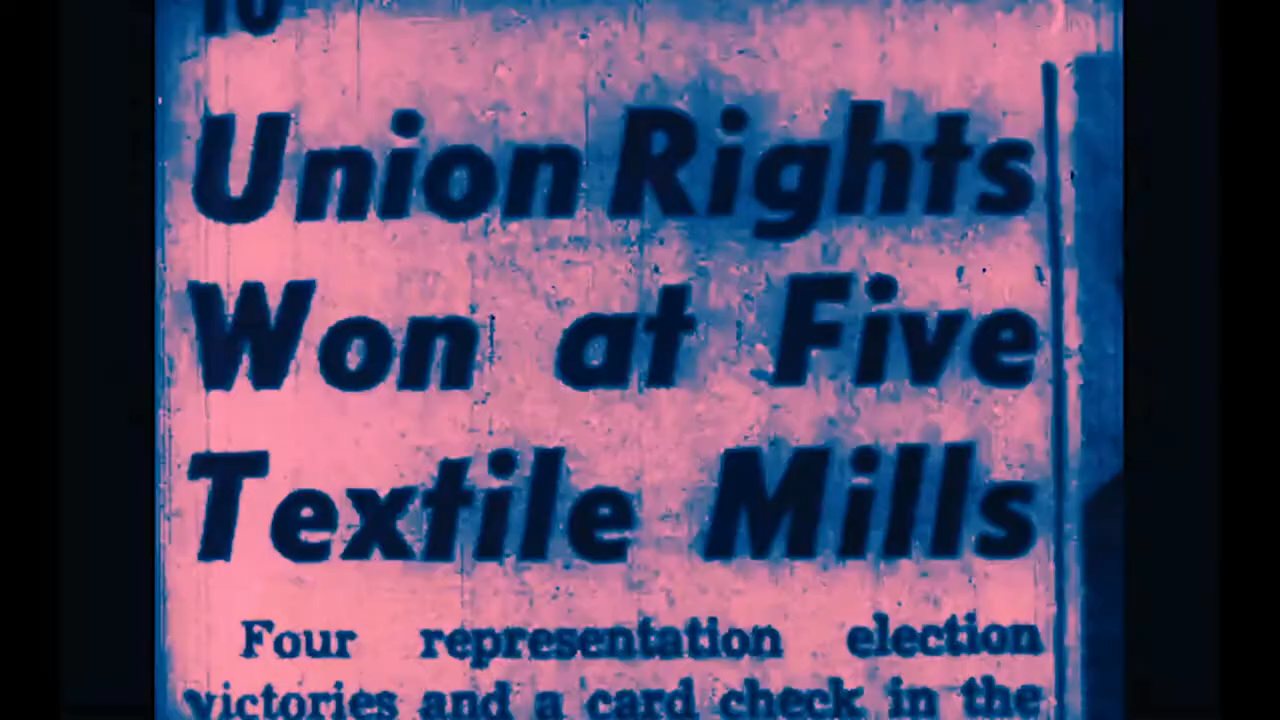 Union Rights
Won at Five
Textile Mills
Four representation election
victories and a card check in the